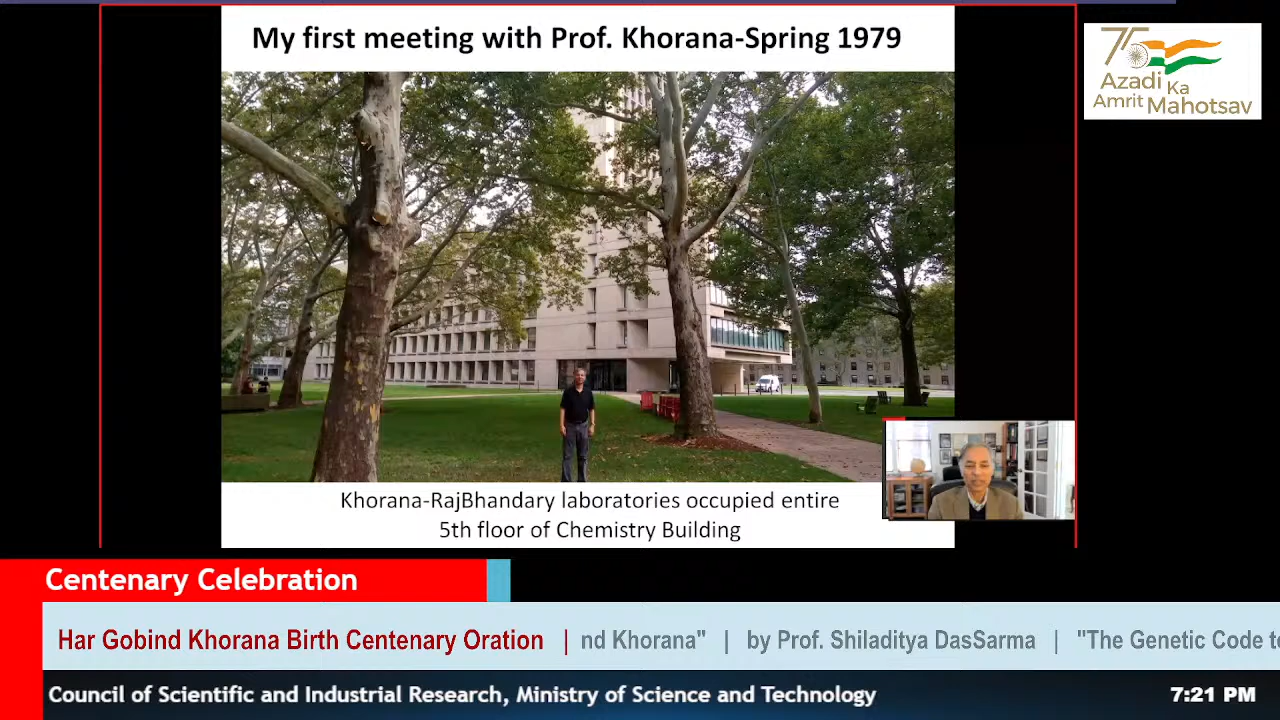 My first meeting with Prof. Khorana-Spring 1979
75
Azadi
Ka
Amrit Mahotsav
Khorana-RajBhandary laboratories occupied entire
5th floor of Chemistry Building
Centenary Celebration
Har Gobind Khorana Birth Centenary Oration | nd Khorana" | by Prof. Shiladitya DasSarma | "The Genetic Code to
Council of Scientific and Industrial Research, Ministry of Science and Technology 7:21 PM